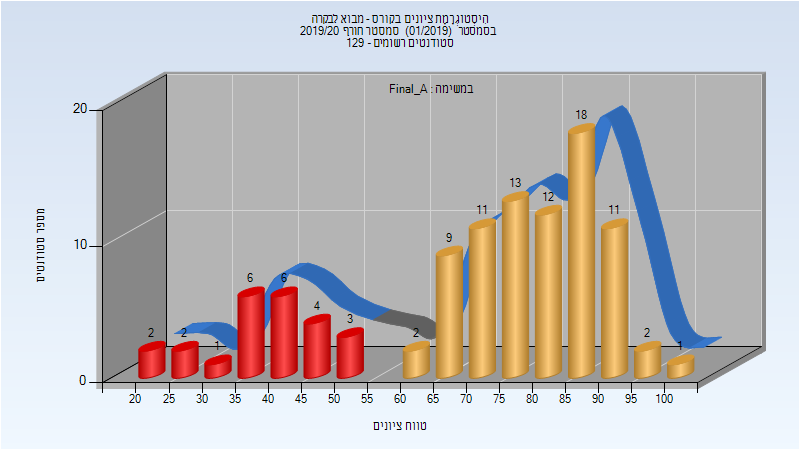 היסטוגרמת ציונים בקורס - מבוא לבקרה
בסמסטר (01/2019) סמסטר חורף 2019/20
סטודנטים רשומים - 129
במשימה : Final_A
מספר סטודנטים
20
10
0
2
2
1
6
6
4
3
2
9
11
13
12
18
11
2
1
20 25 30 35 40 45 50 55 60 65 70 75 80 85 90 95 100
טווח ציונים